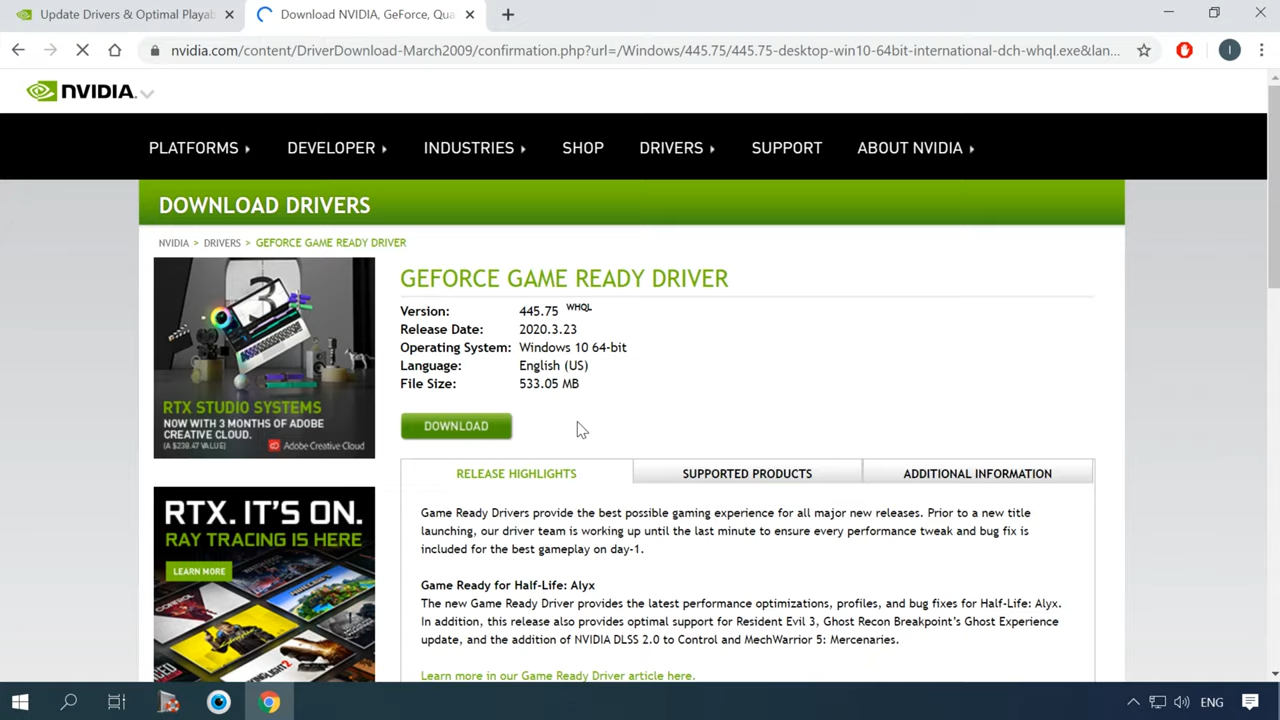 Update Drivers & Optimal Playab
Download NVIDIA, GeForce, Qua
nvidia.com/content/DriverDownload-March2009/confirmation.php?url=/Windows/445.75/445.75-desktop-win10-64bit-international-dch-whql.exe&lan...
I
NVIDIA.
PLATFORMS
DEVELOPER
INDUSTRIES
SHOP
DRIVERS
SUPPORT
ABOUT NVIDIA
DOWNLOAD DRIVERS
NVIDIA > DRIVERS > GEFORCE GAME READY DRIVER
3
RTX STUDIO SYSTEMS
NOW WITH 3 MONTHS OF ADOBE
CREATIVE CLOUD.
(A $238.47 VALUE)
Adobe Creative Cloud
GEFORCE GAME READY DRIVER
Version: 445.75 WHQL
Release Date: 2020.3.23
Operating System: Windows 10 64-bit
Language: English (US)
File Size: 533.05 MB
DOWNLOAD
RTX. IT'S ON.
RAY TRACING IS HERE
LEARN MORE
RELEASE HIGHLIGHTS
SUPPORTED PRODUCTS
ADDITIONAL INFORMATION
Game Ready Drivers provide the best possible gaming experience for all major new releases. Prior to a new title
launching, our driver team is working up until the last minute to ensure every performance tweak and bug fix is
included for the best gameplay on day-1.
Game Ready for Half-Life: Alyx
The new Game Ready Driver provides the latest performance optimizations, profiles, and bug fixes for Half-Life: Alyx.
In addition, this release also provides optimal support for Resident Evil 3, Ghost Recon Breakpoint's Ghost Experience
update, and the addition of NVIDIA DLSS 2.0 to Control and MechWarrior 5: Mercenaries.
Learn more in our Game Ready Driver article here.
ENG